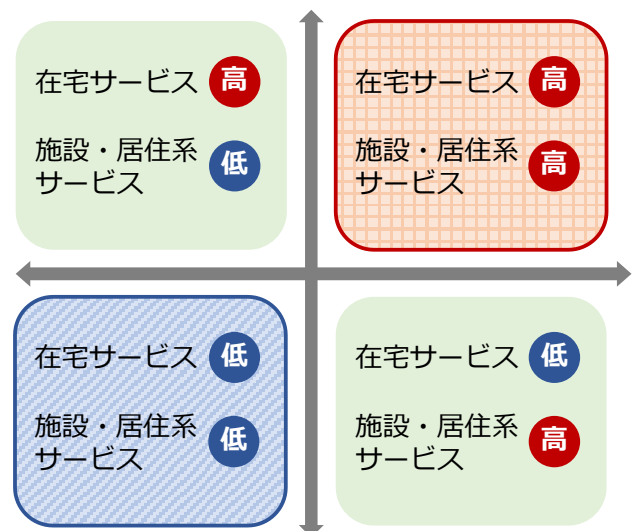 在宅サービス 高
施設・居住系
サービス 低
在宅サービス 高
施設・居住系
サービス 高
在宅サービス 低
施設・居住系
サービス 低
在宅サービス 低
施設・居住系
サービス 高